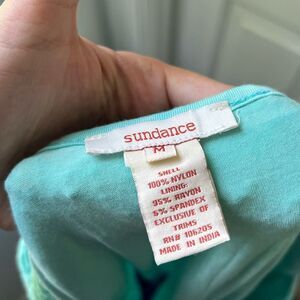 sundance
M
SHELL
100% NYLON
LINING:
95% RAYON
5% SPANDEX
EXCLUSIVE OF
TRIMS
RN# 106205
MADE IN INDIA